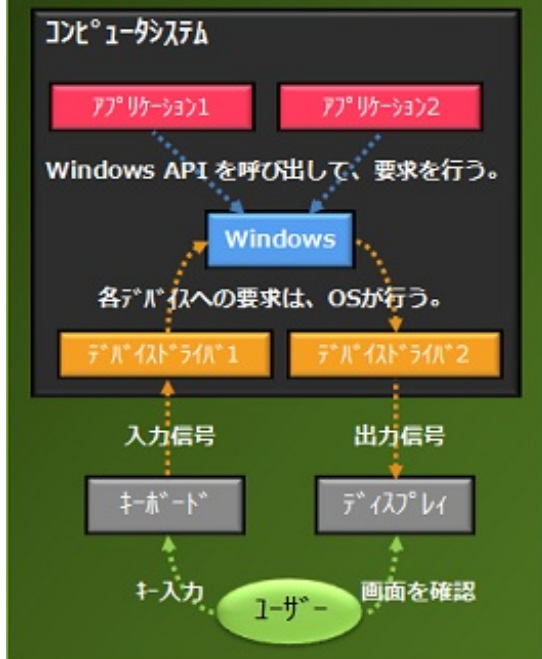 ｺﾝﾋﾟｭｰﾀｼｽﾃﾑ
ｱﾌﾟﾘｹｰｼｮﾝ1
ｱﾌﾟﾘｹｰｼｮﾝ2
Windows API を呼び出して、要求を行う。
Windows
各ﾃﾞﾊﾞｲｽへの要求は、OSが行う。
ﾃﾞﾊﾞｲｽﾄﾞﾗｲﾊﾞ1
ﾃﾞﾊﾞｲｽﾄﾞﾗｲﾊﾞ2
入力信号
出力信号
ｷｰﾎﾞｰﾄﾞ
ﾃﾞｨｽﾌﾟﾚｨ
ｷｰ入力
画面を確認
ﾕｰｻﾞｰ